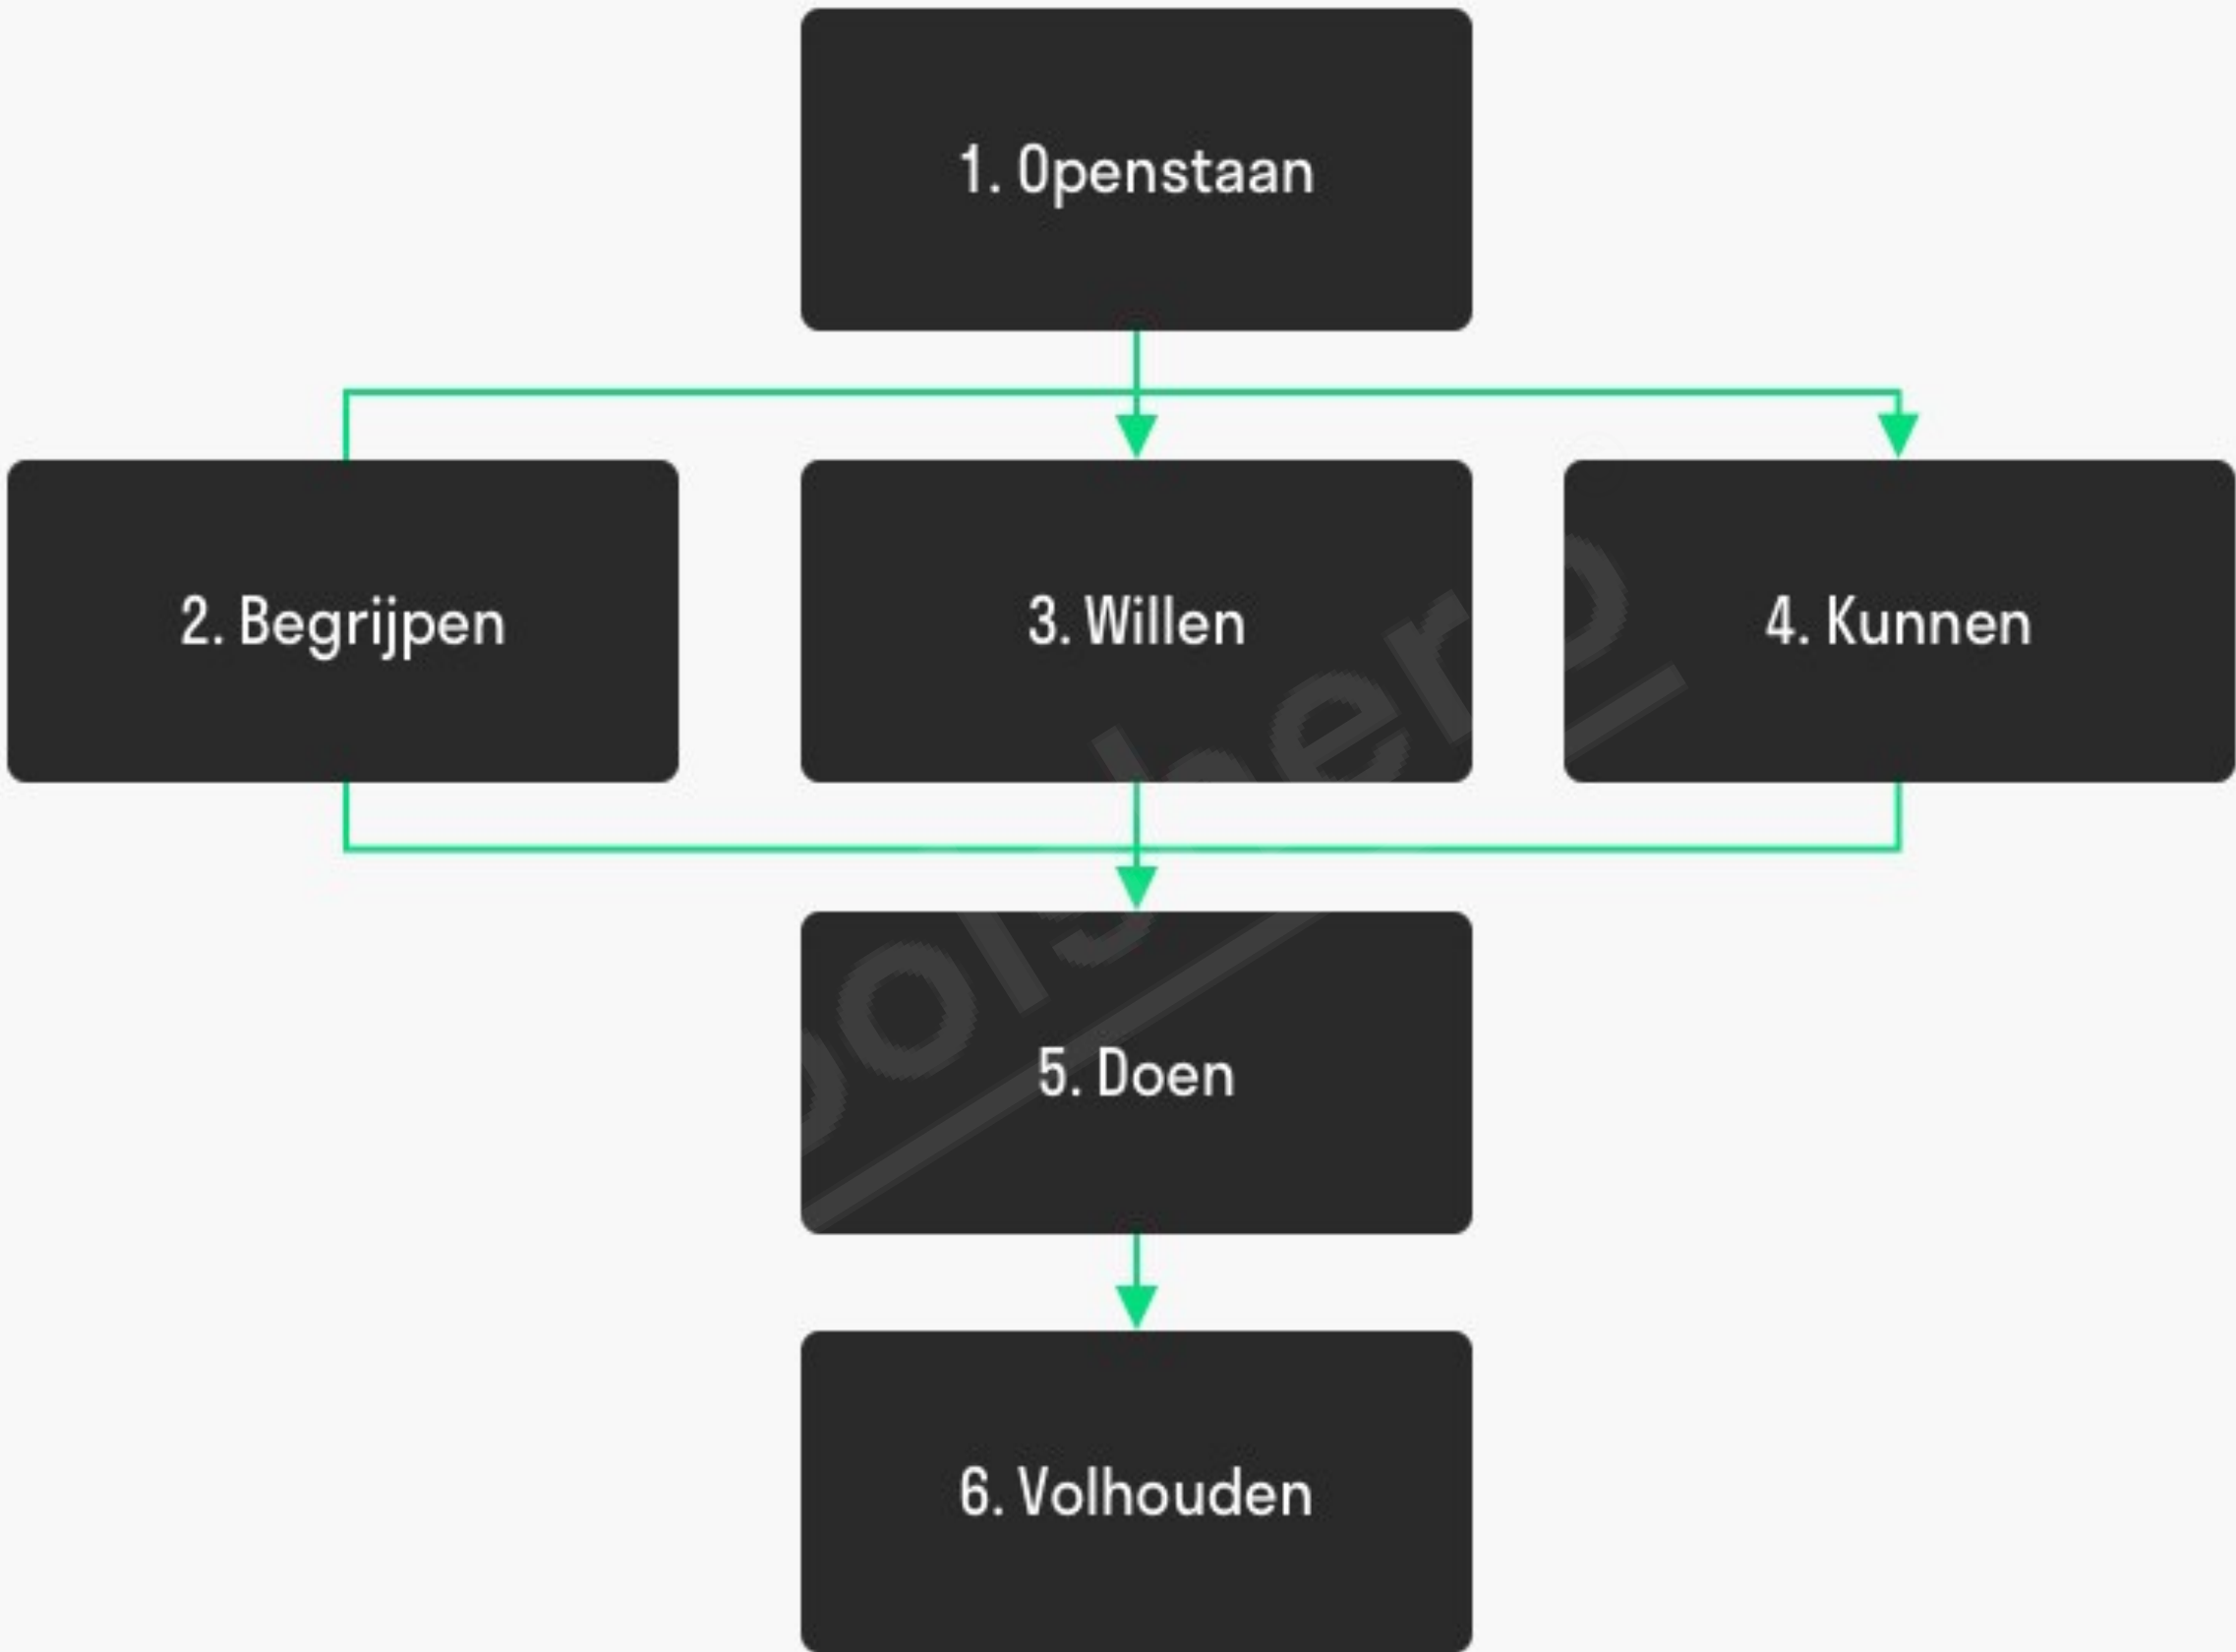 1. Openstaan
2. Begrijpen
3. Willen
4. Kunnen
5. Doen
6. Volhouden